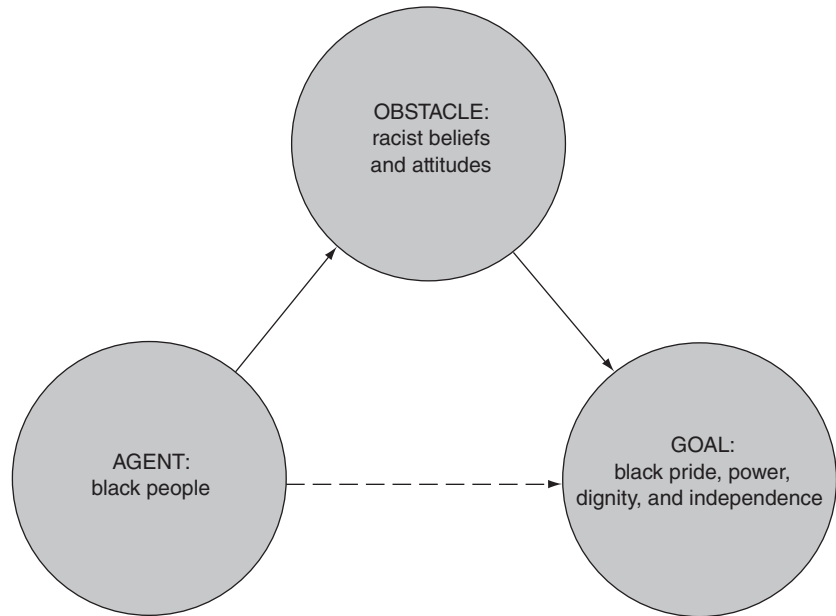 OBSTACLE:
racist beliefs
and attitudes
AGENT:
black people
GOAL:
black pride, power,
dignity, and independence